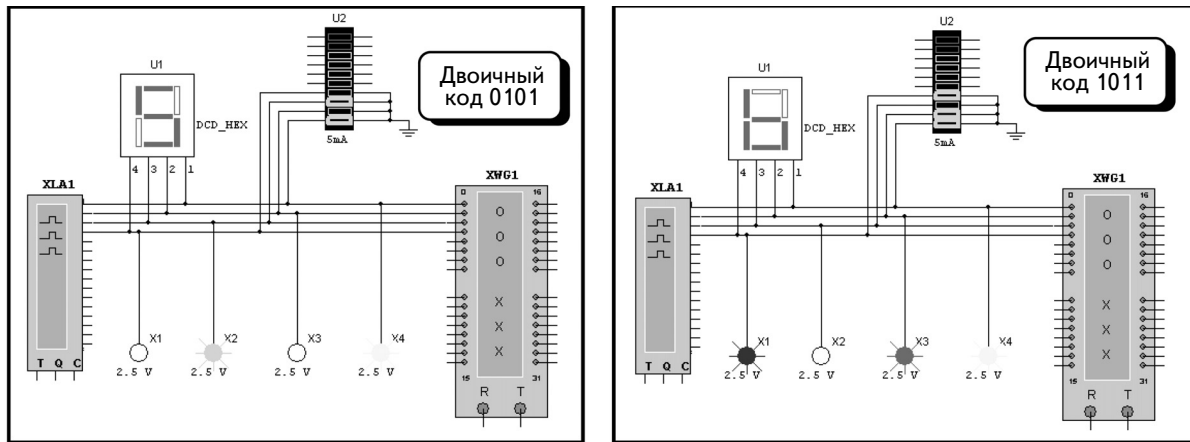 U2
Двоичный
код 0101
U1
DCD_HEX
5mA
4 3 2 1
XLA1
XWG1
0 16
O
O
O
X
X
X
X1 X2 X3 X4
2.5 V 2.5 V 2.5 V 2.5 V
T Q C
15 31
R T
U2
Двоичный
код 1011
U1
DCD_HEX
5mA
4 3 2 1
XLA1
XWG1
0 16
O
O
O
X
X
X
X1 X2 X3 X4
2.5 V 2.5 V 2.5 V 2.5 V
T Q C
15 31
R T